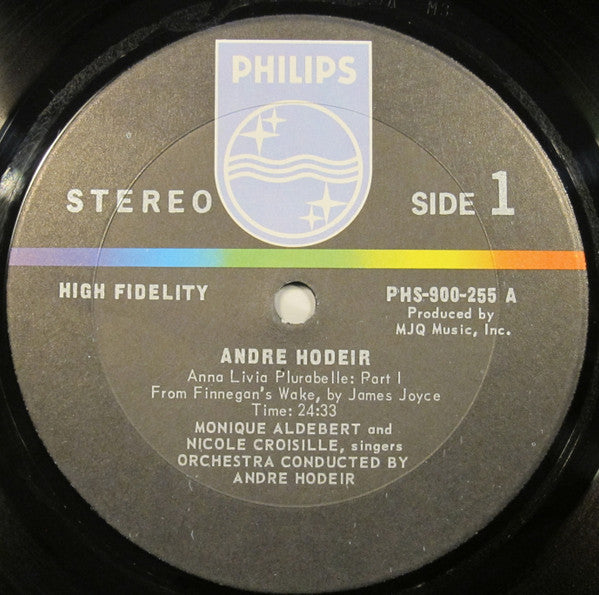 PHILIPS
STEREO
SIDE 1
HIGH FIDELITY
PHS-900-255 A
Produced by
MJQ Music, Inc.
ANDRE HODEIR
Anna Livia Plurabelle: Part I
From Finnegan's Wake, by James Joyce
Time: 24:33
MONIQUE ALDEBERT and
NICOLE CROISILLE, singers
ORCHESTRA CONDUCTED BY
ANDRE HODEIR